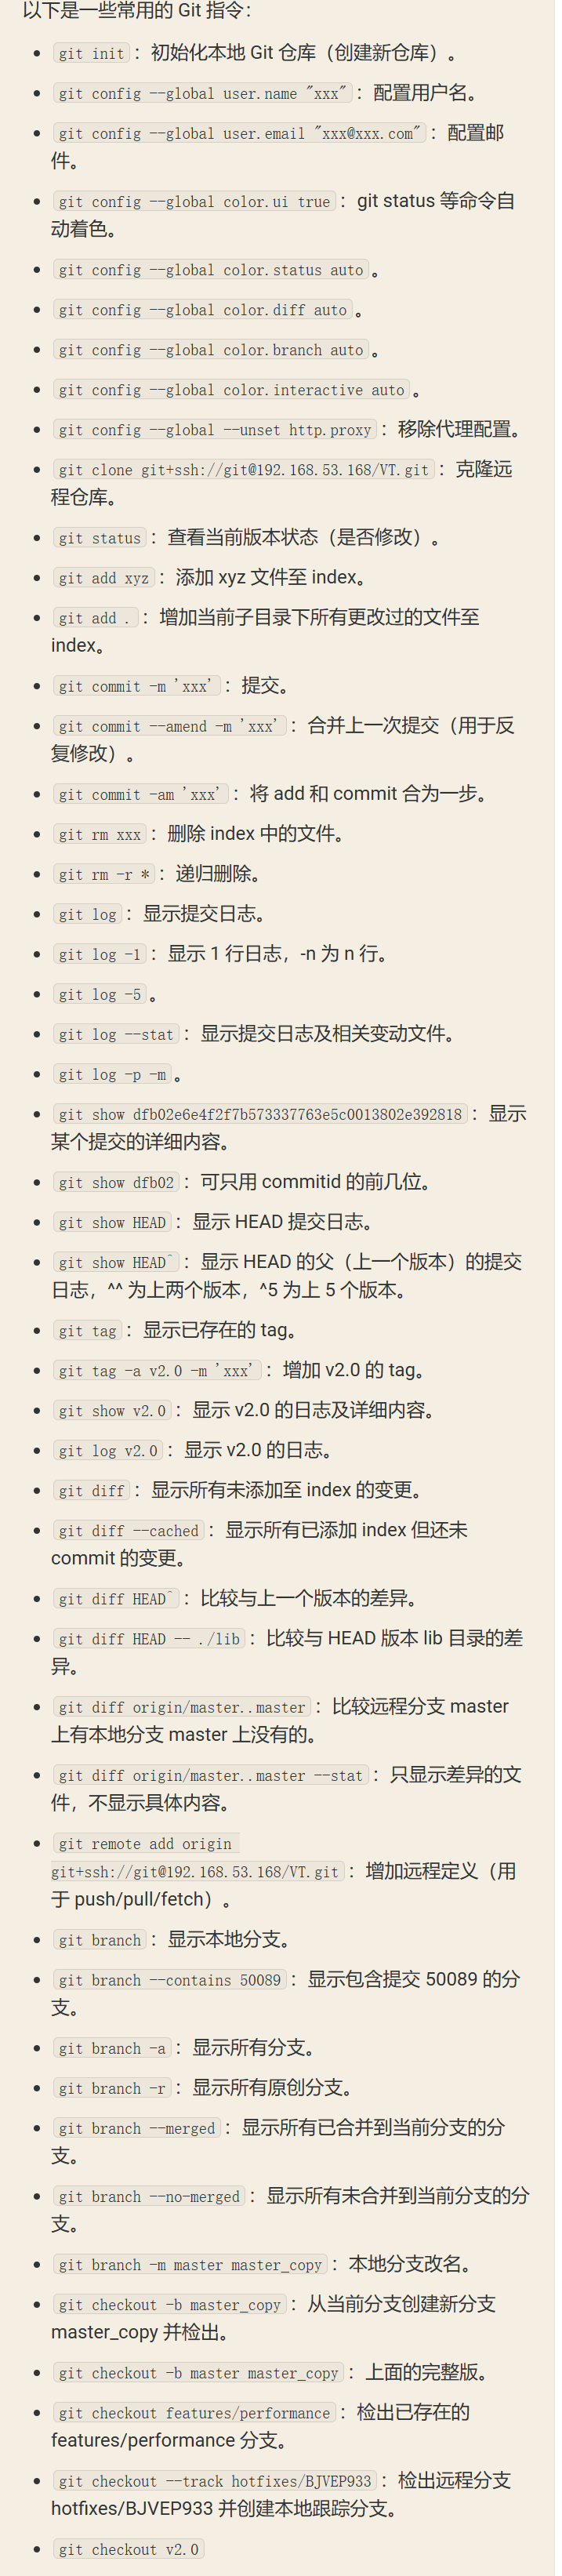 以下是一些常用的 Git 指令：
git init：初始化本地 Git 仓库（创建新仓库）。
git config --global user.name "xxx"：配置用户名。
git config --global user.email "xxx@xxx.com"：配置邮
件。
git config --global color.ui true：git status 等命令自
动着色。
git config --global color.status auto。
git config --global color.diff auto。
git config --global color.branch auto。
git config --global color.interactive auto。
git config --global --unset http.proxy：移除代理配置。
git clone git+ssh://git@192.168.53.168/VT.git：克隆远
程仓库。
git status：查看当前版本状态（是否修改）。
git add xyz：添加 xyz 文件至 index。
git add .：增加当前子目录下所有更改过的文件至
index。
git commit -m 'xxx'：提交。
git commit --amend -m 'xxx'：合并上一次提交（用于反
复修改）。
git commit -am 'xxx'：将 add 和 commit 合为一步。
git rm xxx：删除 index 中的文件。
git rm -r *：递归删除。
git log：显示提交日志。
git log -1：显示 1 行日志，-n 为 n 行。
git log -5。
git log --stat：显示提交日志及相关变动文件。
git log -p -m。
git show dfb02e6e4f2f7b573337763e5c0013802e392818：显示
某个提交的详细内容。
git show dfb02：可只用 commitid 的前几位。
git show HEAD：显示 HEAD 提交日志。
git show HEAD^：显示 HEAD 的父（上一个版本）的提交
日志，^^ 为上两个版本，^5 为上 5 个版本。
git tag：显示已存在的 tag。
git tag -a v2.0 -m 'xxx'：增加 v2.0 的 tag。
git show v2.0：显示 v2.0 的日志及详细内容。
git log v2.0：显示 v2.0 的日志。
git diff：显示所有未添加至 index 的变更。
git diff --cached：显示所有已添加 index 但还未
commit 的变更。
git diff HEAD^：比较与上一个版本的差异。
git diff HEAD -- ./lib：比较与 HEAD 版本 lib 目录的差
异。
git diff origin/master..master：比较远程分支 master
上有本地分支 master 上没有的。
git diff origin/master..master --stat：只显示差异的文
件，不显示具体内容。
git remote add origin
git+ssh://git@192.168.53.168/VT.git：增加远程定义（用
于 push/pull/fetch）。
git branch：显示本地分支。
git branch --contains 50089：显示包含提交 50089 的分
支。
git branch -a：显示所有分支。
git branch -r：显示所有原创分支。
git branch --merged：显示所有已合并到当前分支的分
支。
git branch --no-merged：显示所有未合并到当前分支的分
支。
git branch -m master master_copy：本地分支改名。
git checkout -b master_copy：从当前分支创建新分支
master_copy 并检出。
git checkout -b master master_copy：上面的完整版。
git checkout features/performance：检出已存在的
features/performance 分支。
git checkout --track hotfixes/BJVEP933：检出远程分支
hotfixes/BJVEP933 并创建本地跟踪分支。
git checkout v2.0